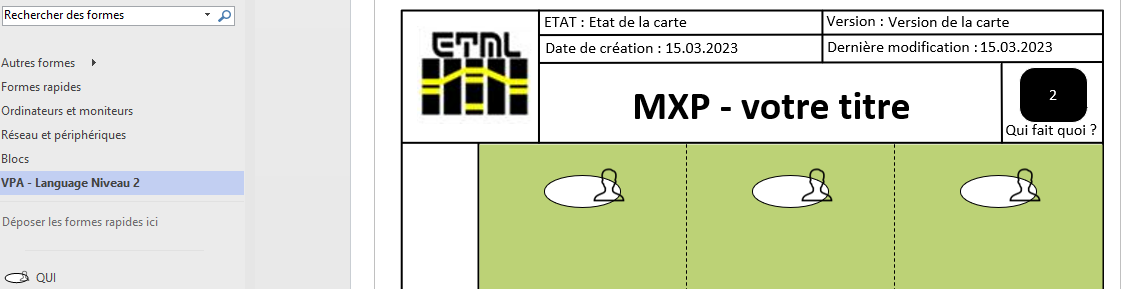 Rechercher des formes
Autres formes
Formes rapides
Ordinateurs et moniteurs
Réseau et périphériques
Blocs
VPA - Language Niveau 2
Déposer les formes rapides ici
QUI
ETML
ETAT : Etat de la carte
Version : Version de la carte
Date de création : 15.03.2023
Dernière modification : 15.03.2023
MXP - votre titre
2
Qui fait quoi ?